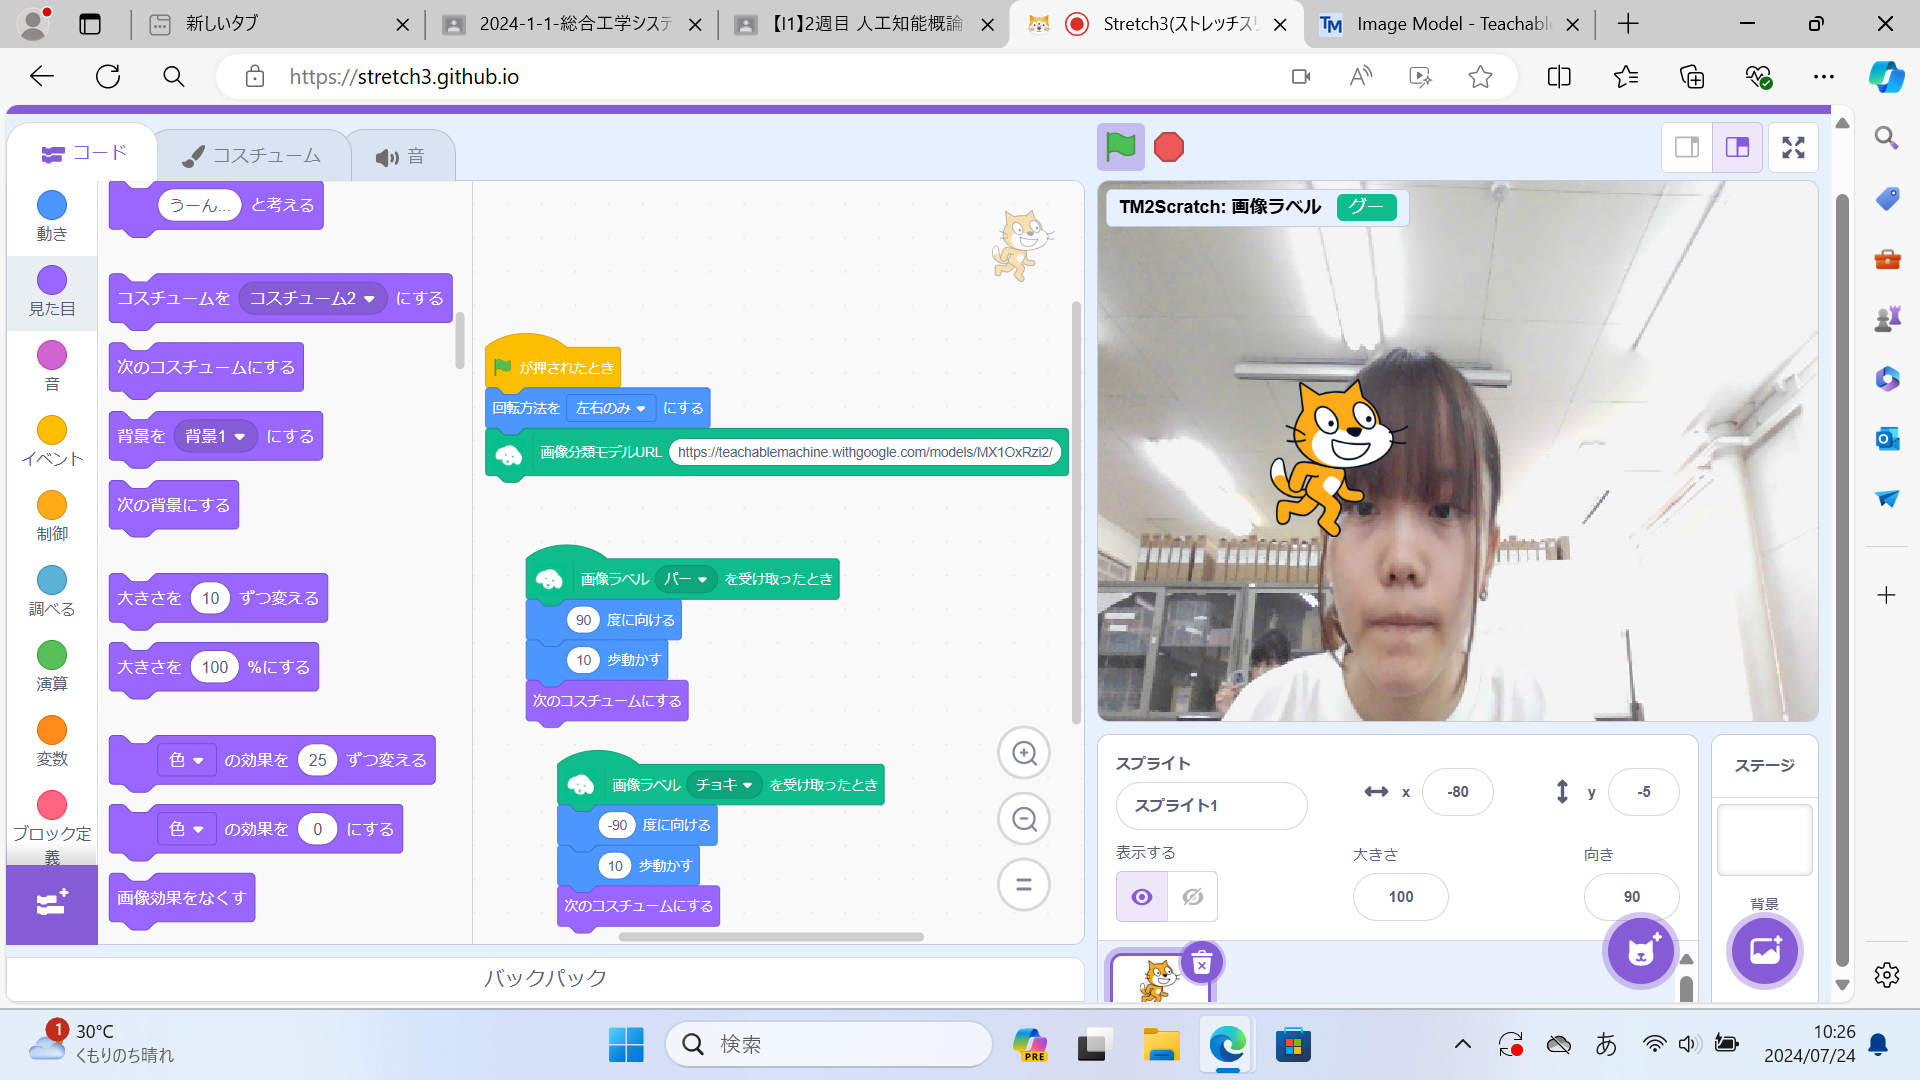 新しいタブ
2024-1-1-総合工学システ
【I1】2週目 人工知能概論
Stretch3(ストレッチス
Image Model - Teachabl
https://stretch3.github.io
コード
コスチューム
音
動き
見た目
音
イベント
制御
調べる
演算
変数
ブロック定義
うーん... と考える
コスチュームを コスチューム2 にする
次のコスチュームにする
背景を 背景1 にする
次の背景にする
大きさを 10 ずつ変える
大きさを 100 %にする
色 の効果を 25 ずつ変える
色 の効果を 0 にする
画像効果をなくす
が押されたとき
回転方法を 左右のみ にする
画像分類モデルURL https://teachablemachine.withgoogle.com/models/MX1OxRzi2/
画像ラベル パー を受け取ったとき
90 度に向ける
10 歩動かす
次のコスチュームにする
画像ラベル チョキ を受け取ったとき
-90 度に向ける
10 歩動かす
次のコスチュームにする
バックパック
TM2Scratch: 画像ラベル グー
スプライト
スプライト1
x -80
y -5
表示する
大きさ
100
向き
90
ステージ
背景
1
30°C
くもりのち晴れ
検索
PRE
あ
10:26
2024/07/24